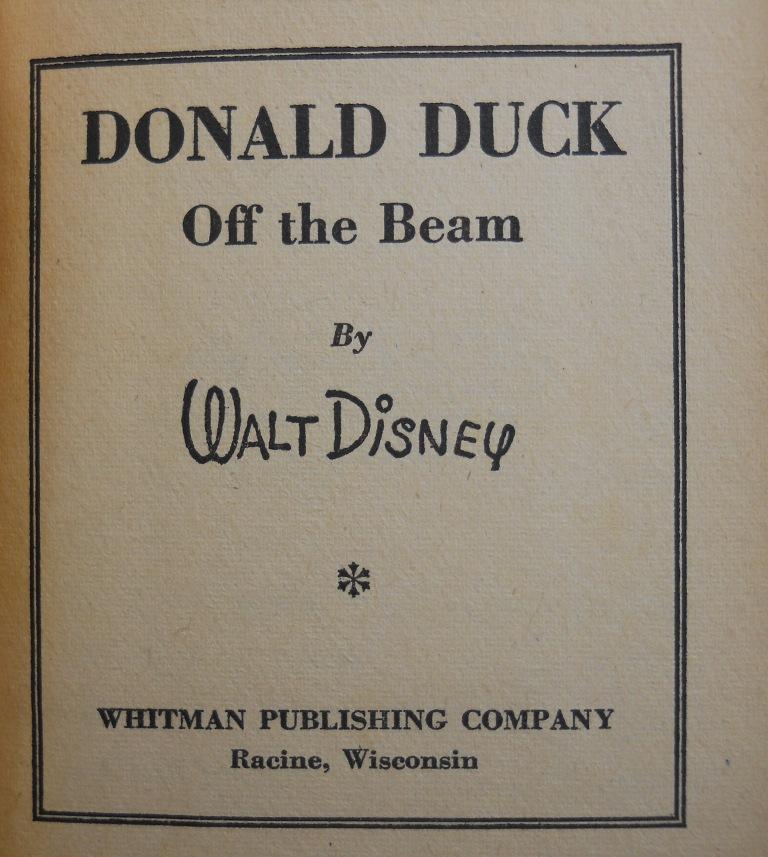 DONALD DUCK
Off the Beam
By
WALT DISNEY
WHITMAN PUBLISHING COMPANY
Racine, Wisconsin